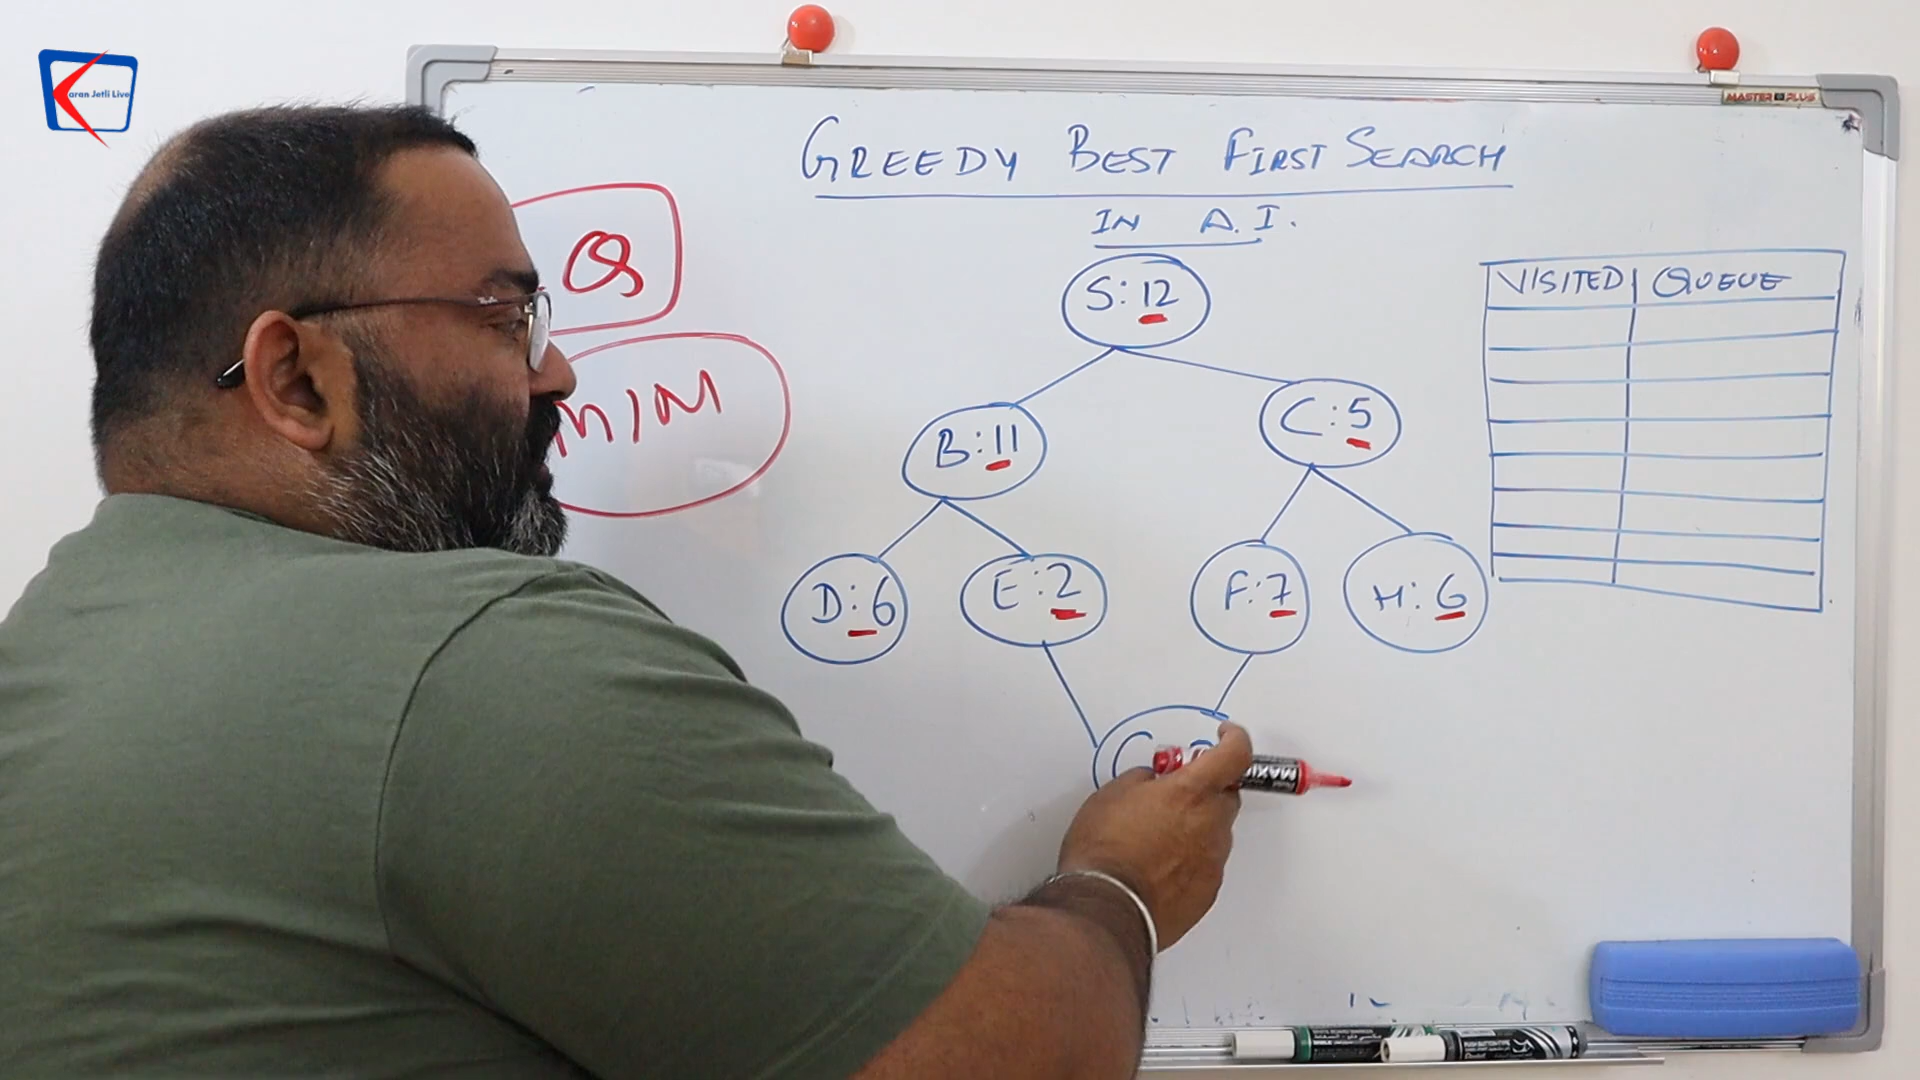 Karan Jetli Live
MASTER PLUS
GREEDY BEST FIRST SEARCH
IN A.I.
Q
MIN
S:12
VISITED QUEUE
B:11
C:5
D:6
E:2
F:7
H:6
MAXI